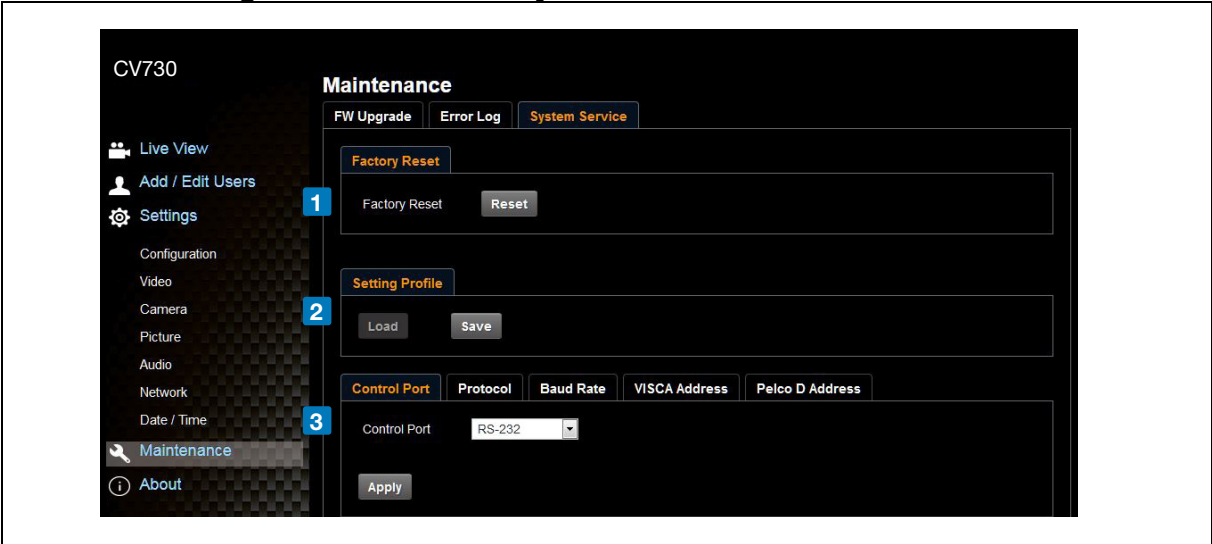 CV730
Maintenance
FW Upgrade Error Log System Service
Live View
Add / Edit Users
Settings
Configuration
Video
Camera
Picture
Audio
Network
Date / Time
Maintenance
About
Factory Reset
1 Factory Reset Reset
Setting Profile
2 Load Save
Control Port Protocol Baud Rate VISCA Address Pelco D Address
3 Control Port RS-232
Apply